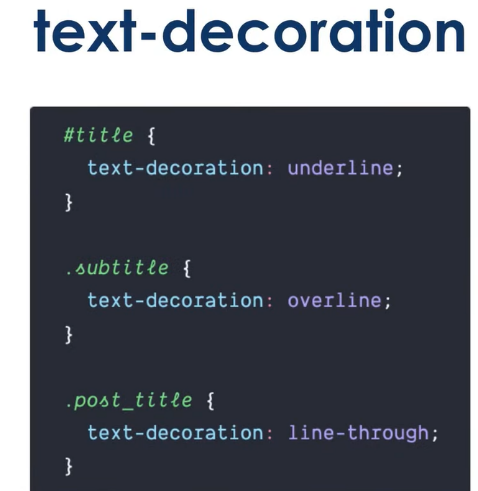 text-decoration
#title {
text-decoration: underline;
}
.subtitle {
text-decoration: overline;
}
.post_title {
text-decoration: line-through;
}